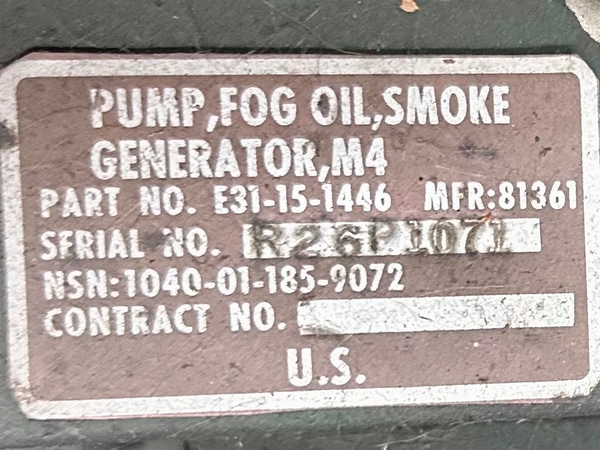 PUMP,FOG OIL,SMOKE
GENERATOR,M4
PART NO. E31-15-1446 MFR:81361
SERIAL NO. R26P1071
NSN:1040-01-185-9072
CONTRACT NO.
U.S.